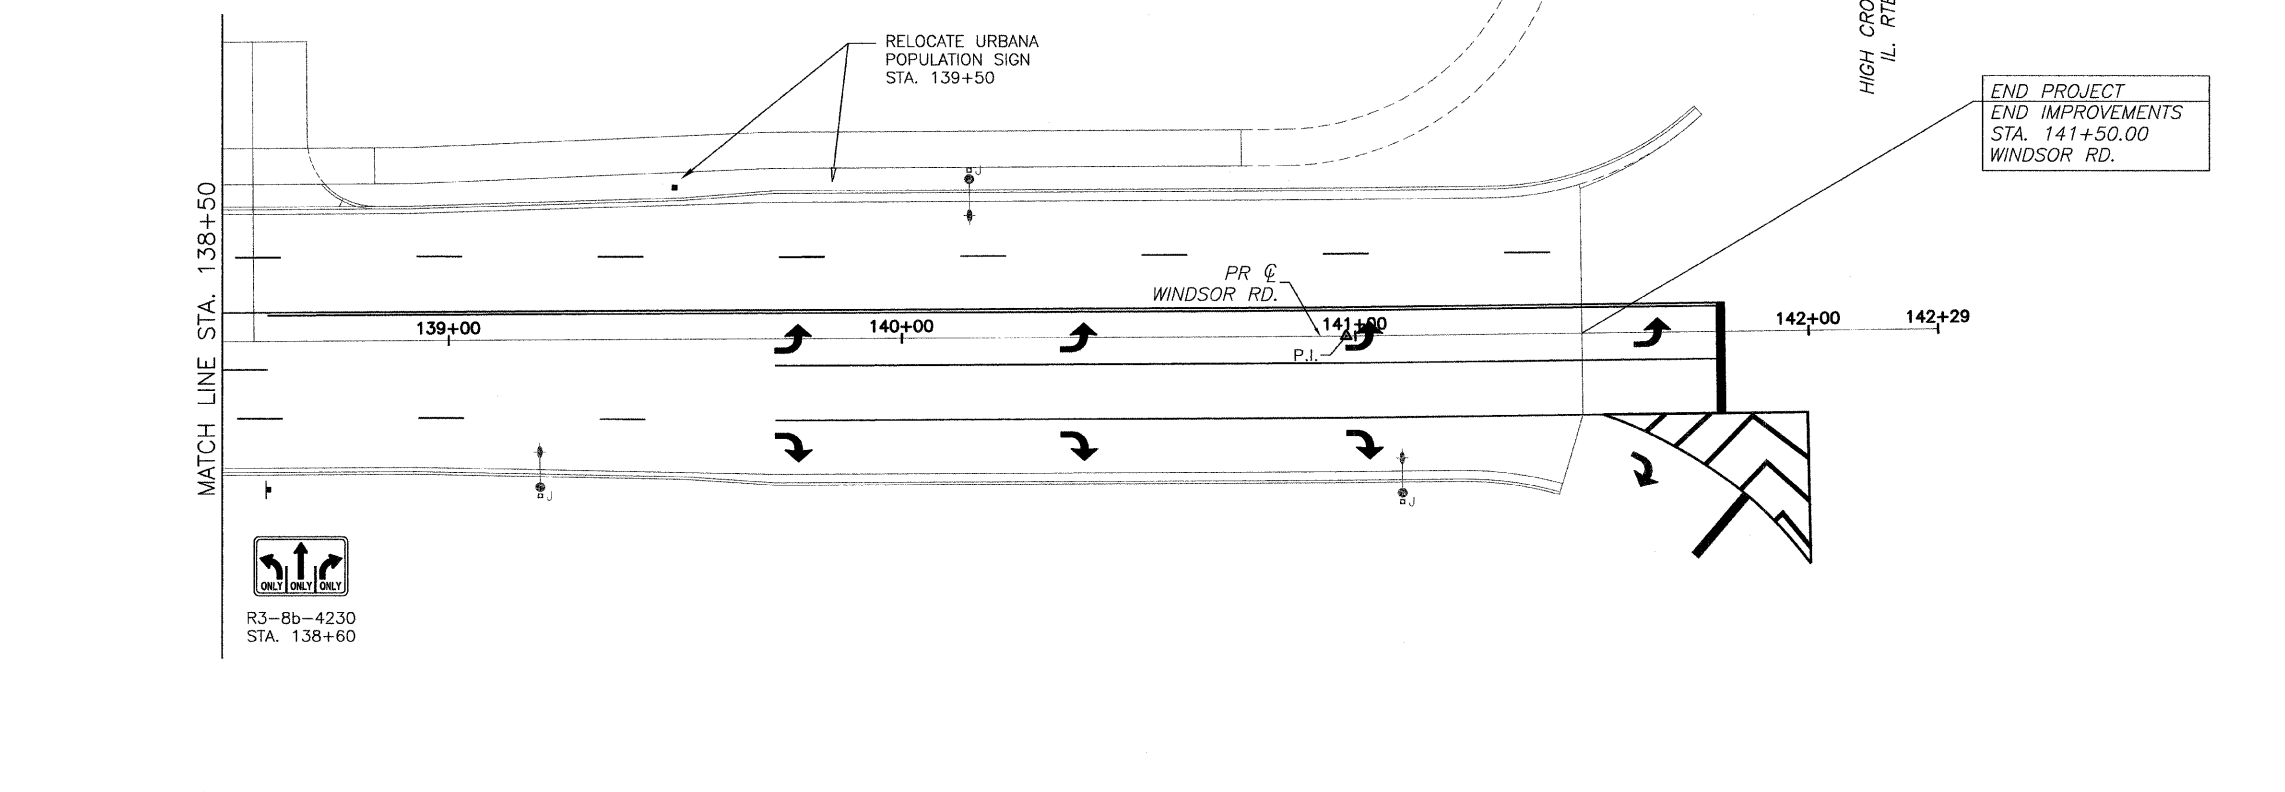 RELOCATE URBANA
POPULATION SIGN
STA. 139+50
HIGH CRO
IL. RTE
END PROJECT
END IMPROVEMENTS
STA. 141+50.00
WINDSOR RD.
MATCH LINE STA. 138+50
J
PR ℄
WINDSOR RD.
139+00
140+00
141+00
142+00
142+29
P.I.
J
J
ONLY ONLY ONLY
R3-8b-4230
STA. 138+60